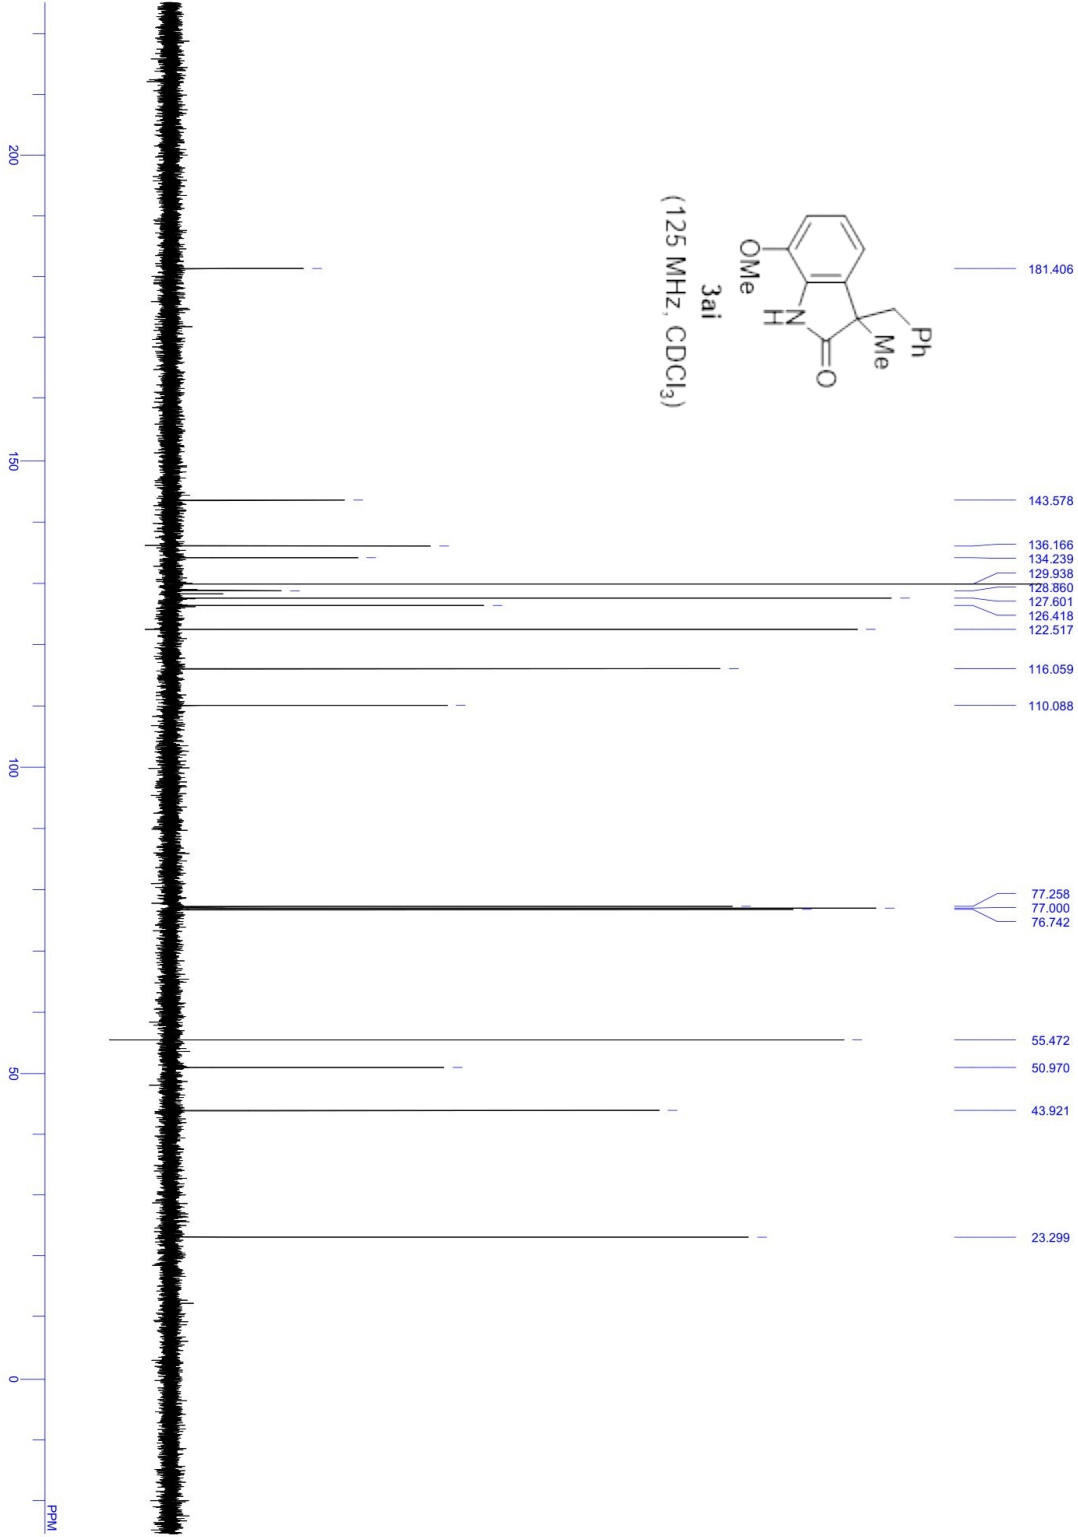 Ph
Me
O
N
H
OMe
3ai
(125 MHz, CDCl₃)
181.406
143.578
136.166
134.239
129.938
128.860
127.601
126.418
122.517
116.059
110.088
77.258
77.000
76.742
55.472
50.970
43.921
23.299
200
150
100
50
0
PPM